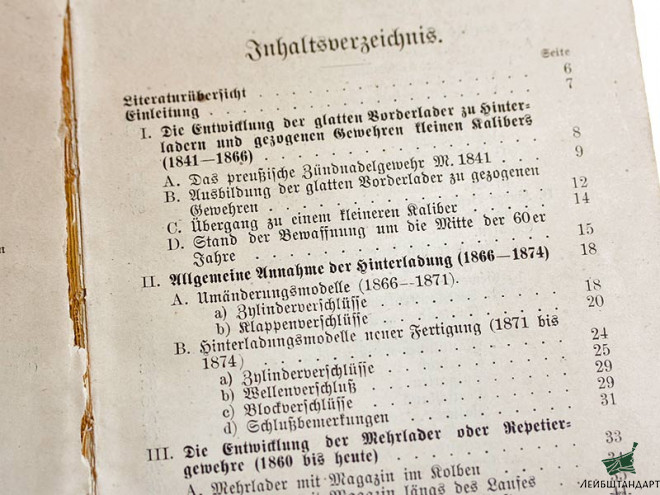 Inhaltsverzeichnis.
Seite
Literaturübersicht . . . . . . . . . . . . . . . . 6
Einleitung . . . . . . . . . . . . . . . . 7
I. Die Entwicklung der glatten Vorderlader zu Hinter-
ladern und gezogenen Gewehren kleinen Kalibers
(1841—1866) . . . . . . . . . . . . . . . . 8
A. Das preußische Zündnadelgewehr M. 1841 . . . 9
B. Ausbildung der glatten Vorderlader zu gezogenen
Gewehren . . . . . . . . . . . . . . . . 12
C. Übergang zu einem kleineren Kaliber . . . . . 14
D. Stand der Bewaffnung um die Mitte der 60er
Jahre . . . . . . . . . . . . . . . . 15
II. Allgemeine Annahme der Hinterladung (1866—1874) 18
A. Umänderungsmodelle (1866—1871).
a) Zylinderverschlüsse . . . . . . . . . . 18
b) Klappenverschlüsse . . . . . . . . . . 20
B. Hinterladungsmodelle neuer Fertigung (1871 bis
1874) . . . . . . . . . . . . . . . . 24
a) Zylinderverschlüsse . . . . . . . . . . 25
b) Wellenverschluß . . . . . . . . . . 29
c) Blockverschlüsse . . . . . . . . . . 29
d) Schlußbemerkungen . . . . . . . . . . 31
III. Die Entwicklung der Mehrlader oder Repetier-
gewehre (1860 bis heute) . . . . . . . . . . 33
A. Mehrlader mit Magazin im Kolben . . . . .
mit Magazin längs des Laufes
ЛЕЙБШТАНДАРТ